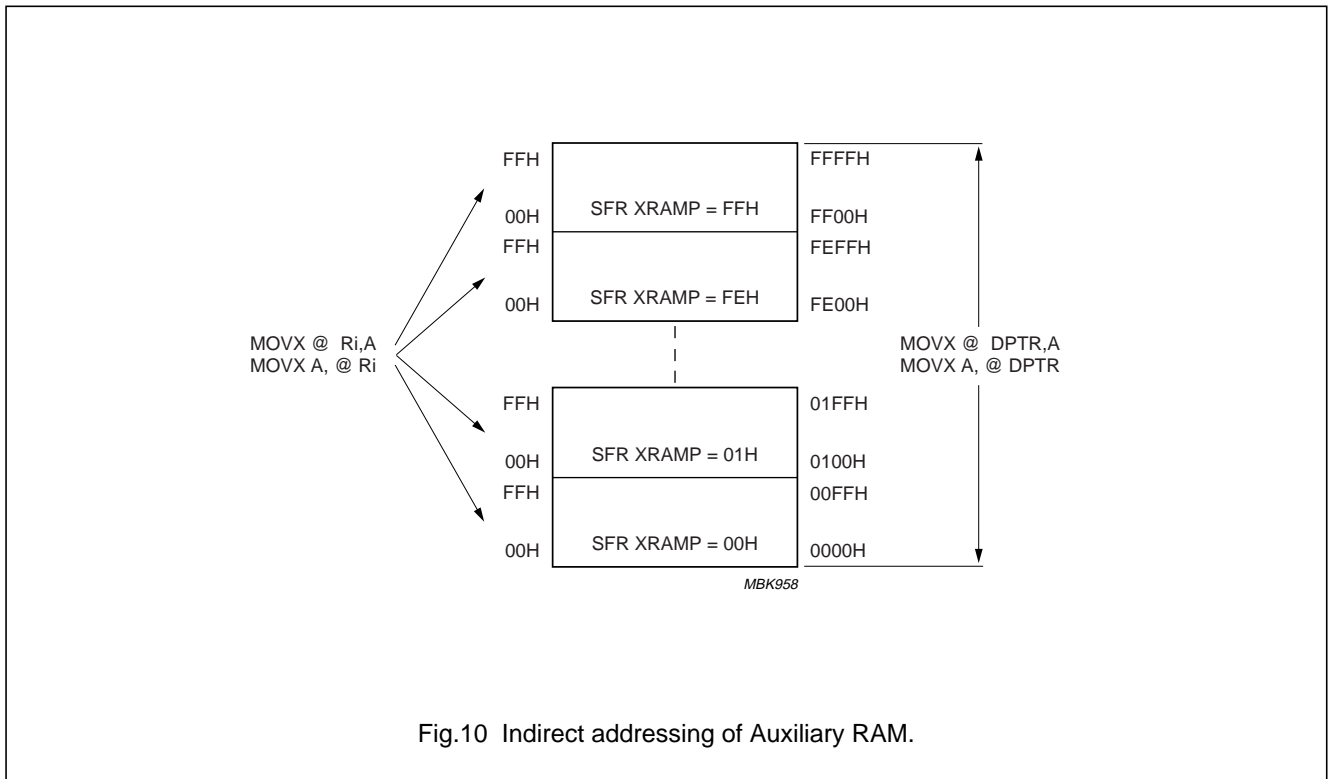 FFH
FFFFH
SFR XRAMP = FFH
00H
FF00H
FFH
FEFFH
SFR XRAMP = FEH
00H
FE00H
MOVX @ Ri,A
MOVX A, @ Ri
MOVX @ DPTR,A
MOVX A, @ DPTR
FFH
01FFH
SFR XRAMP = 01H
00H
0100H
FFH
00FFH
SFR XRAMP = 00H
00H
0000H
MBK958
Fig.10 Indirect addressing of Auxiliary RAM.